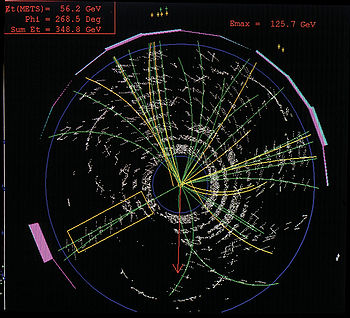 Et(METS)= 56.2 GeV
Phi = 268.5 Deg
Sum Et = 348.8 GeV
Emax = 125.7 GeV